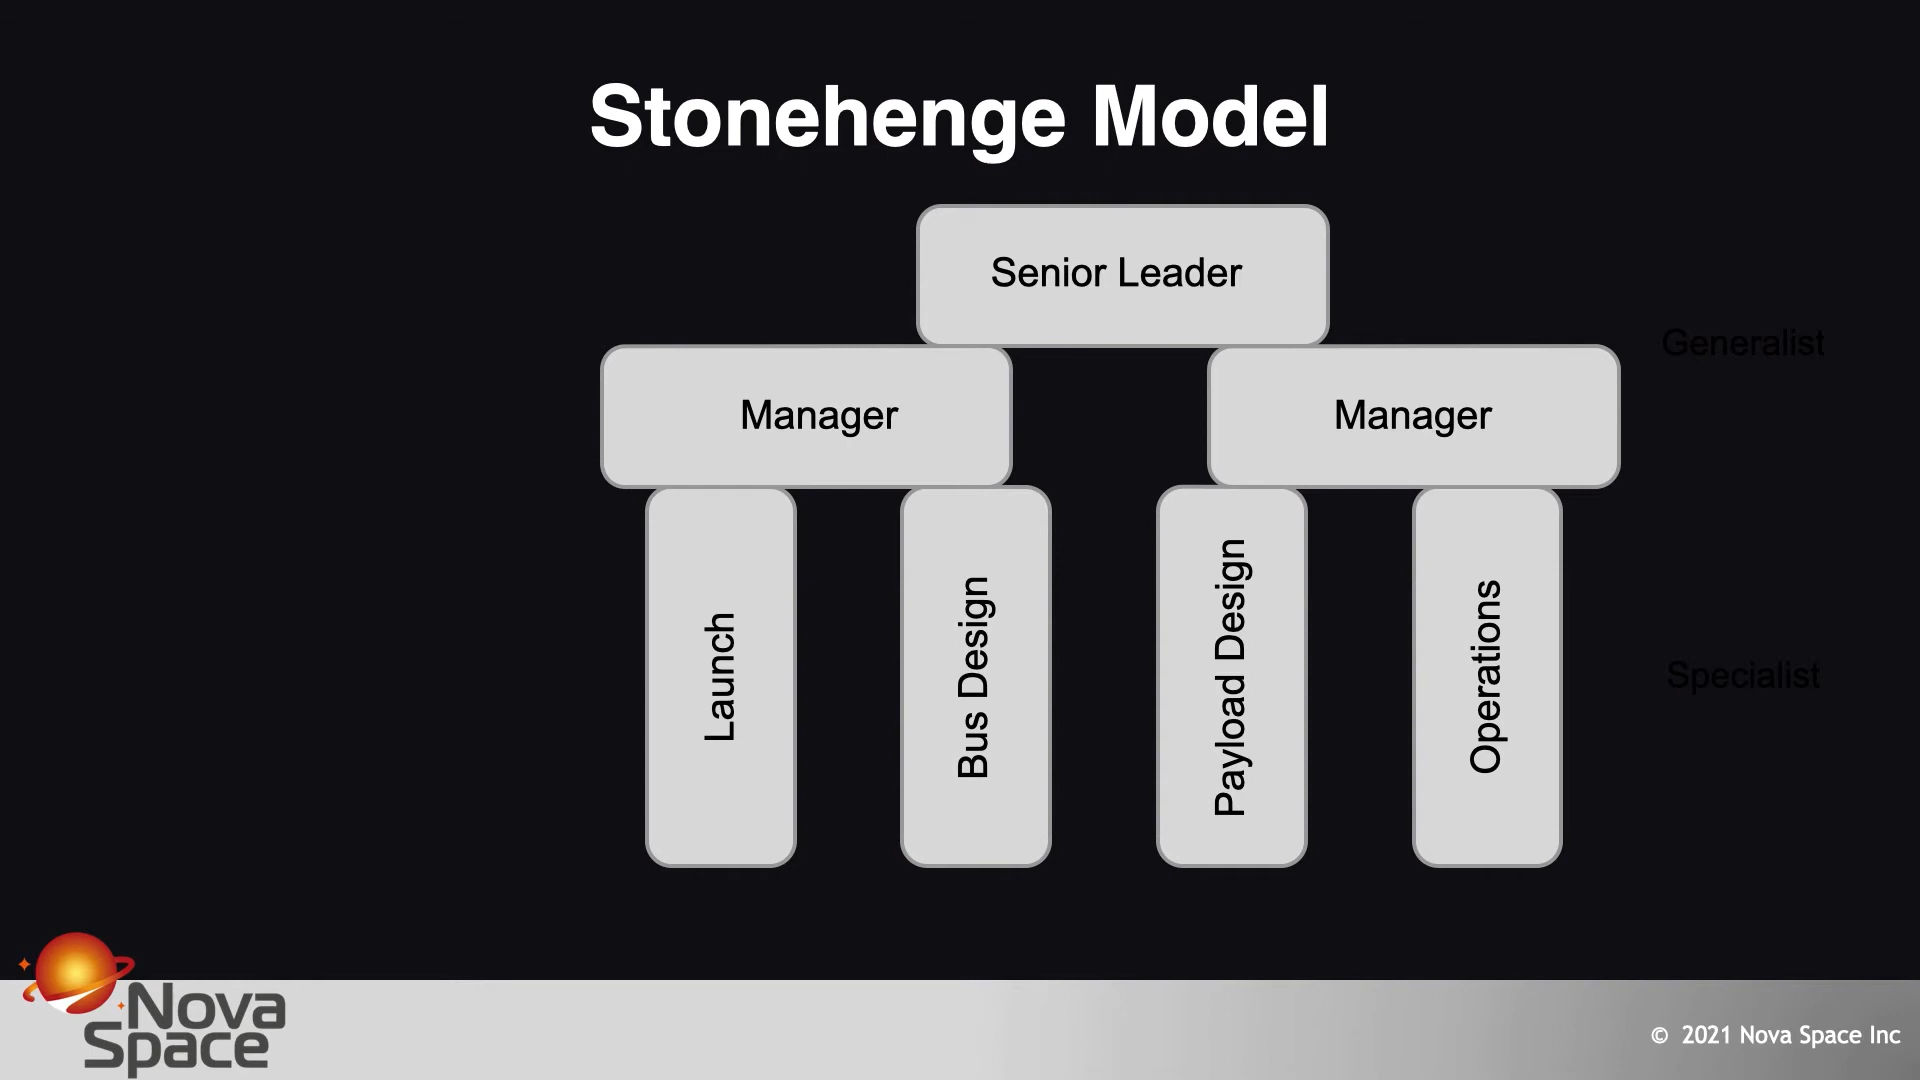 Stonehenge Model
Senior Leader
Generalist
Manager
Manager
Launch
Bus Design
Payload Design
Operations
Specialist
Nova
Space
© 2021 Nova Space Inc